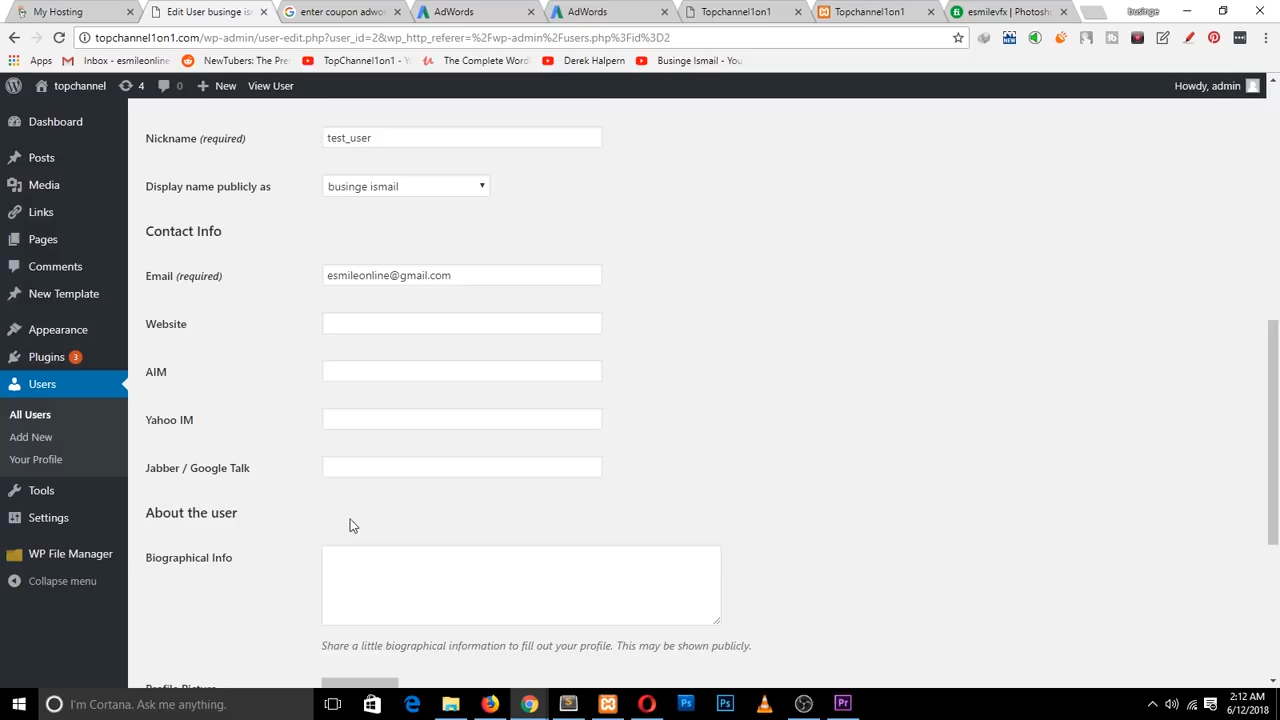 My Hosting
Edit User businge is
enter coupon adwo
AdWords
AdWords
Topchannel1on1
Topchannel1on1
esmilevfx | Photosh
businge
topchannel1on1.com/wp-admin/user-edit.php?user_id=2&wp_http_referer=%2Fwp-admin%2Fusers.php%3Fid%3D2
Apps
Inbox - esmileonline
NewTubers: The Pre
TopChannel1on1 - Y
The Complete Word
Derek Halpern
Businge Ismail - You
topchannel
4
0
New
View User
Howdy, admin
Dashboard
Posts
Media
Links
Pages
Comments
New Template
Appearance
Plugins 3
Users
All Users
Add New
Your Profile
Tools
Settings
WP File Manager
Collapse menu
Nickname (required)
test_user
Display name publicly as
businge ismail
Contact Info
Email (required)
esmileonline@gmail.com
Website
AIM
Yahoo IM
Jabber / Google Talk
About the user
Biographical Info
Share a little biographical information to fill out your profile. This may be shown publicly.
Profile Picture
I'm Cortana. Ask me anything.
2:12 AM
6/12/2018